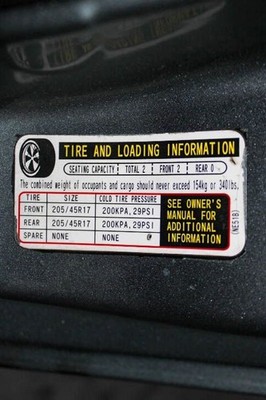 TIRE AND LOADING INFORMATION
SEATING CAPACITY TOTAL 2 FRONT 2 REAR 0
The combined weight of occupants and cargo should never exceed 154kg or 340lbs.
TIRE SIZE COLD TIRE PRESSURE
FRONT 205/45R17 200KPA,29PSI
REAR 205/45R17 200KPA,29PSI
SPARE NONE NONE
SEE OWNER'S
MANUAL FOR
ADDITIONAL
INFORMATION
(NE51B)